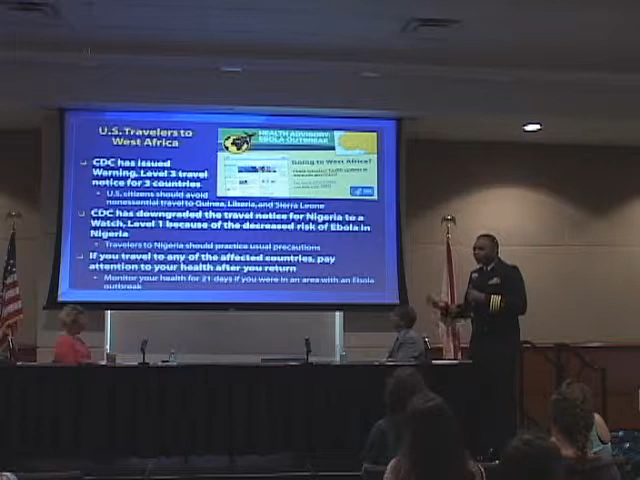 U.S. Travelers to
West Africa
HEALTH ADVISORY
EBOLA OUTBREAK
Going to West Africa?
CDC has issued
Warning, Level 3 travel
notice for 3 countries
U.S. citizens should avoid
nonessential travel to Guinea, Liberia, and Sierra Leone
CDC has downgraded the travel notice for Nigeria to a
Watch, Level 1 because of the decreased risk of Ebola in
Nigeria
Travelers to Nigeria should practice usual precautions
If you travel to any of the affected countries, pay
attention to your health after you return
Monitor your health for 21 days if you were in an area with an Ebola
outbreak